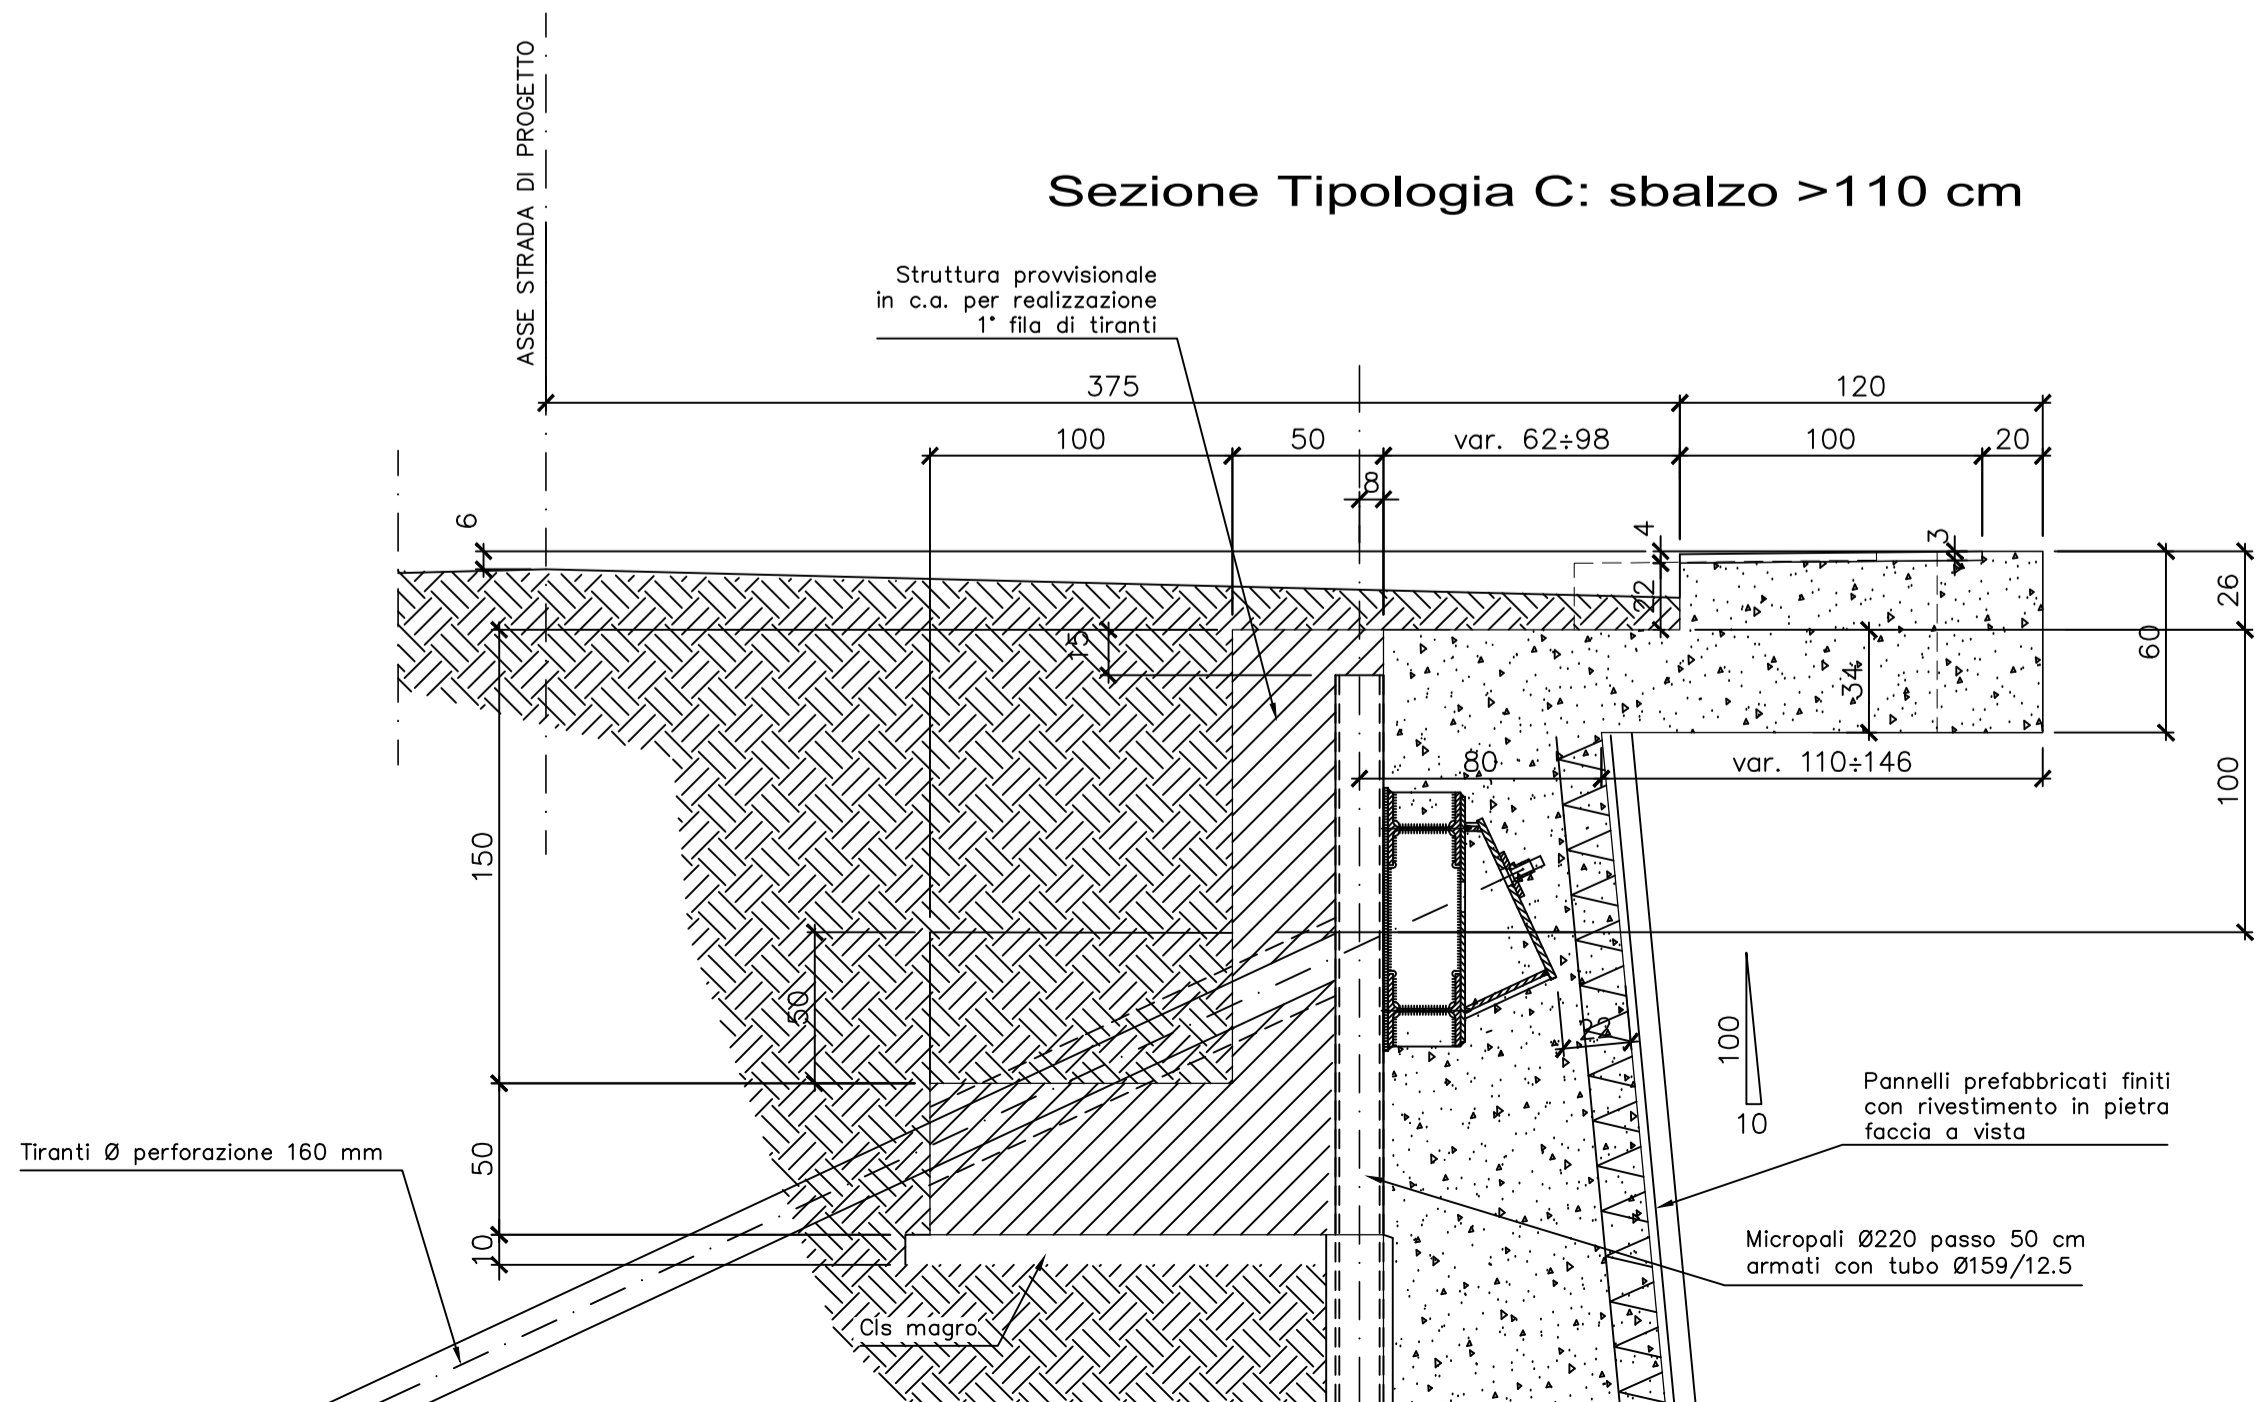 ASSE STRADA DI PROGETTO
Sezione Tipologia C: sbalzo >110 cm
Struttura provvisionale
in c.a. per realizzazione
1° fila di tiranti
375
120
100
50
var. 62÷98
100
20
8
6
4
3
22
15
26
60
34
100
80
var. 110÷146
150
50
22
100
10
50
10
Pannelli prefabbricati finiti
con rivestimento in pietra
faccia a vista
Tiranti Ø perforazione 160 mm
Micropali Ø220 passo 50 cm
armati con tubo Ø159/12.5
Cls magro